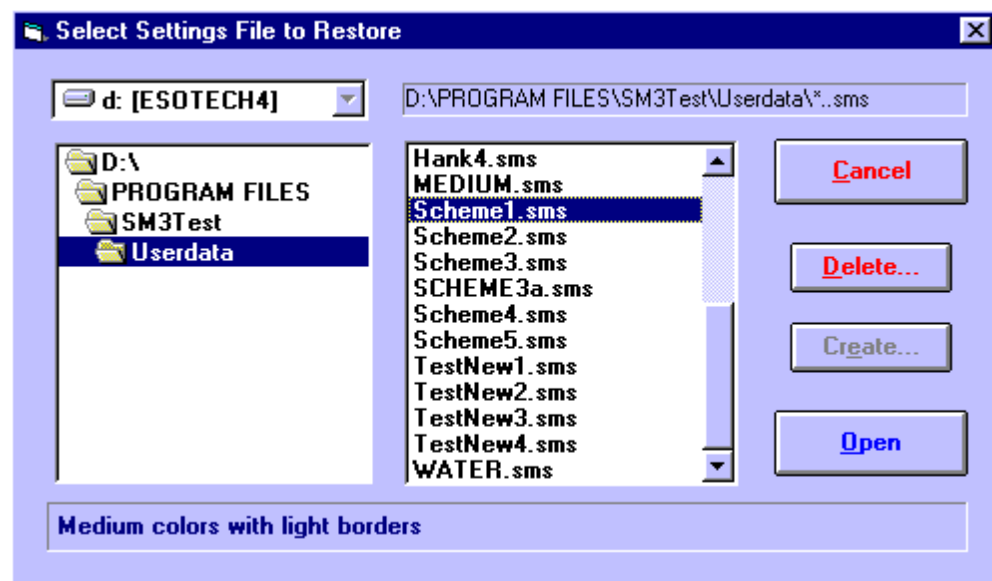 Select Settings File to Restore
d: [ESOTECH4]
D:\PROGRAM FILES\SM3Test\Userdata\*..sms
D:\
PROGRAM FILES
SM3Test
Userdata
Hank4.sms
MEDIUM.sms
Scheme1.sms
Scheme2.sms
Scheme3.sms
SCHEME3a.sms
Scheme4.sms
Scheme5.sms
TestNew1.sms
TestNew2.sms
TestNew3.sms
TestNew4.sms
WATER.sms
Cancel
Delete...
Create...
Open
Medium colors with light borders